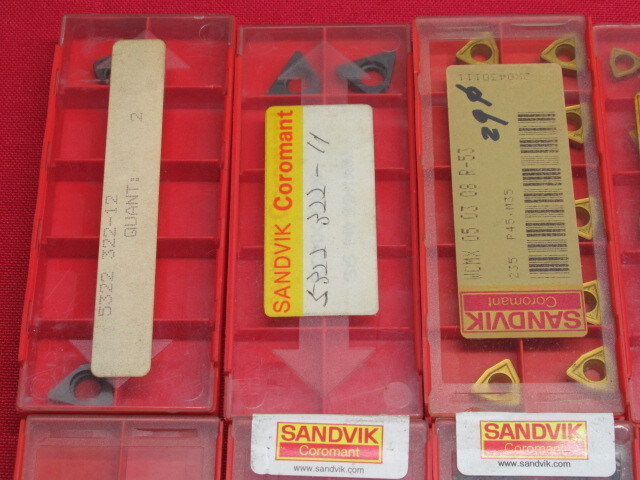 5322 322-12
QUANT: 2
SANDVIK Coromant
5322 322-11
29
WCMX 05 03 08 R-53
235 P45,M35
SANDVIK
Coromant
SANDVIK
Coromant
www.sandvik.com
SANDVIK
Coromant
www.sandvik.com